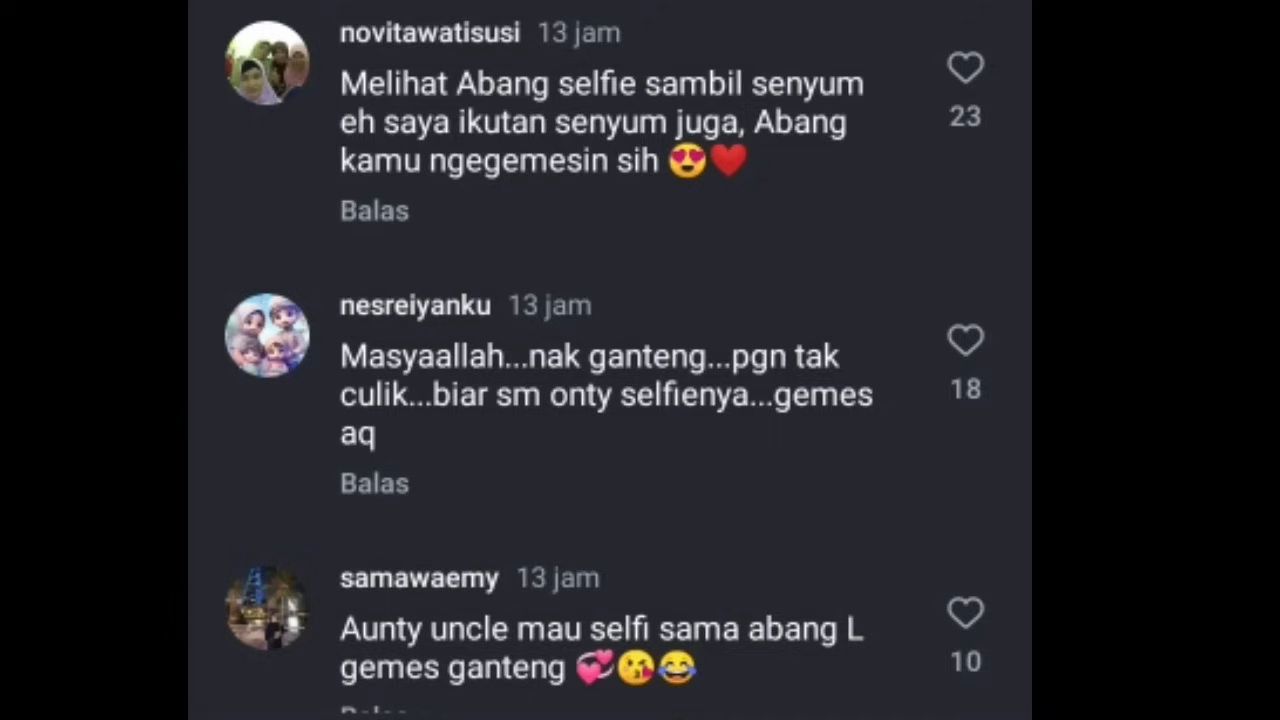 novitawatisusi 13 jam
Melihat Abang selfie sambil senyum
eh saya ikutan senyum juga, Abang
kamu ngegemesin sih 😍❤️
23
Balas
nesreiyanku 13 jam
Masyaallah...nak ganteng...pgn tak
culik...biar sm onty selfienya...gemes
aq
18
Balas
samawaemy 13 jam
Aunty uncle mau selfi sama abang L
gemes ganteng 💞😘😂
10